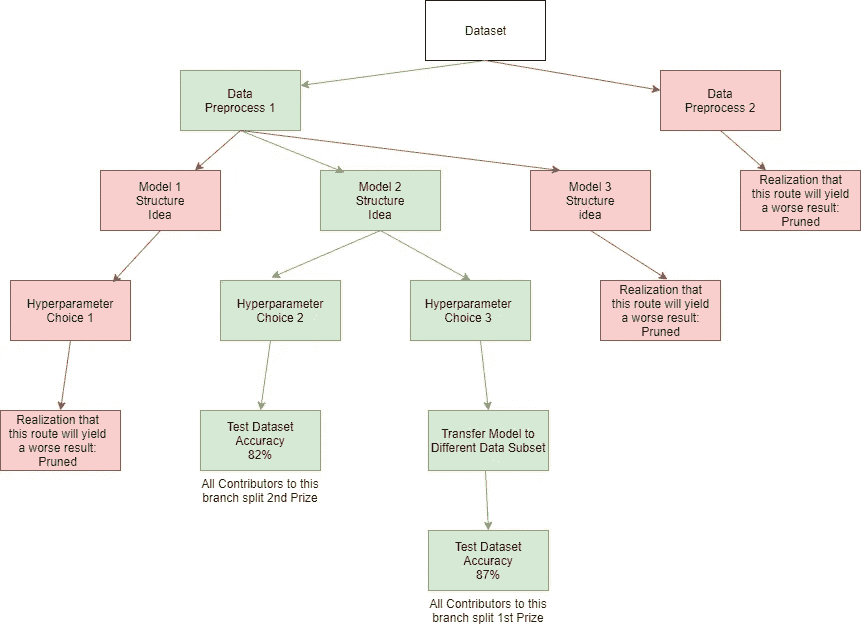 Dataset
Data
Preprocess 1
Data
Preprocess 2
Model 1
Structure
Idea
Model 2
Structure
Idea
Model 3
Structure
idea
Realization that
this route will yield
a worse result:
Pruned
Hyperparameter
Choice 1
Hyperparameter
Choice 2
Hyperparameter
Choice 3
Realization that
this route will yield
a worse result:
Pruned
Realization that
this route will yield
a worse result:
Pruned
Test Dataset
Accuracy
82%
All Contributors to this
branch split 2nd Prize
Transfer Model to
Different Data Subset
Test Dataset
Accuracy
87%
All Contributors to this
branch split 1st Prize